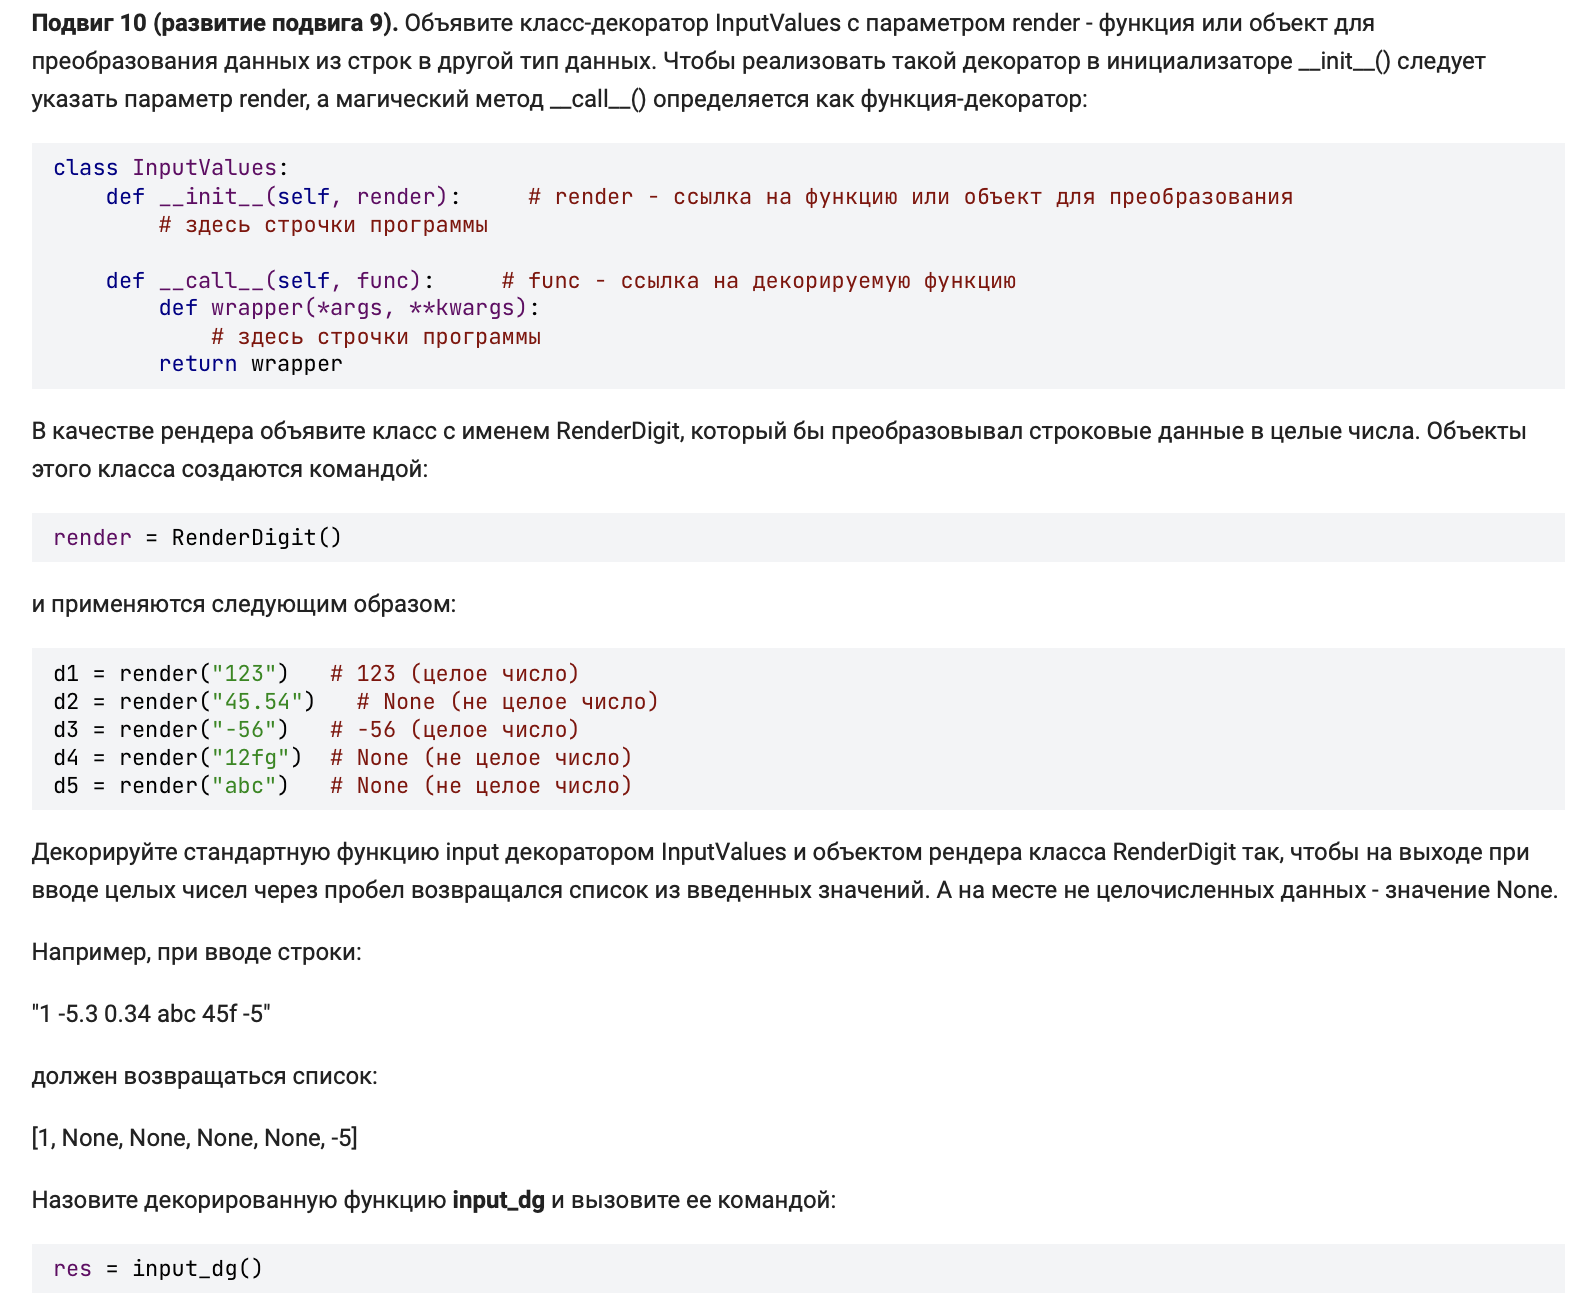 Подвиг 10 (развитие подвига 9). Объявите класс-декоратор InputValues с параметром render - функция или объект для
преобразования данных из строк в другой тип данных. Чтобы реализовать такой декоратор в инициализаторе __init__() следует
указать параметр render, а магический метод __call__() определяется как функция-декоратор:
class InputValues:
    def __init__(self, render):     # render - ссылка на функцию или объект для преобразования
        # здесь строчки программы
    def __call__(self, func):     # func - ссылка на декорируемую функцию
        def wrapper(*args, **kwargs):
            # здесь строчки программы
        return wrapper
В качестве рендера объявите класс с именем RenderDigit, который бы преобразовывал строковые данные в целые числа. Объекты
этого класса создаются командой:
render = RenderDigit()
и применяются следующим образом:
d1 = render("123")   # 123 (целое число)
d2 = render("45.54")   # None (не целое число)
d3 = render("-56")   # -56 (целое число)
d4 = render("12fg")  # None (не целое число)
d5 = render("abc")   # None (не целое число)
Декорируйте стандартную функцию input декоратором InputValues и объектом рендера класса RenderDigit так, чтобы на выходе при
вводе целых чисел через пробел возвращался список из введенных значений. А на месте не целочисленных данных - значение None.
Например, при вводе строки:
"1 -5.3 0.34 abc 45f -5"
должен возвращаться список:
[1, None, None, None, None, -5]
Назовите декорированную функцию input_dg и вызовите ее командой:
res = input_dg()